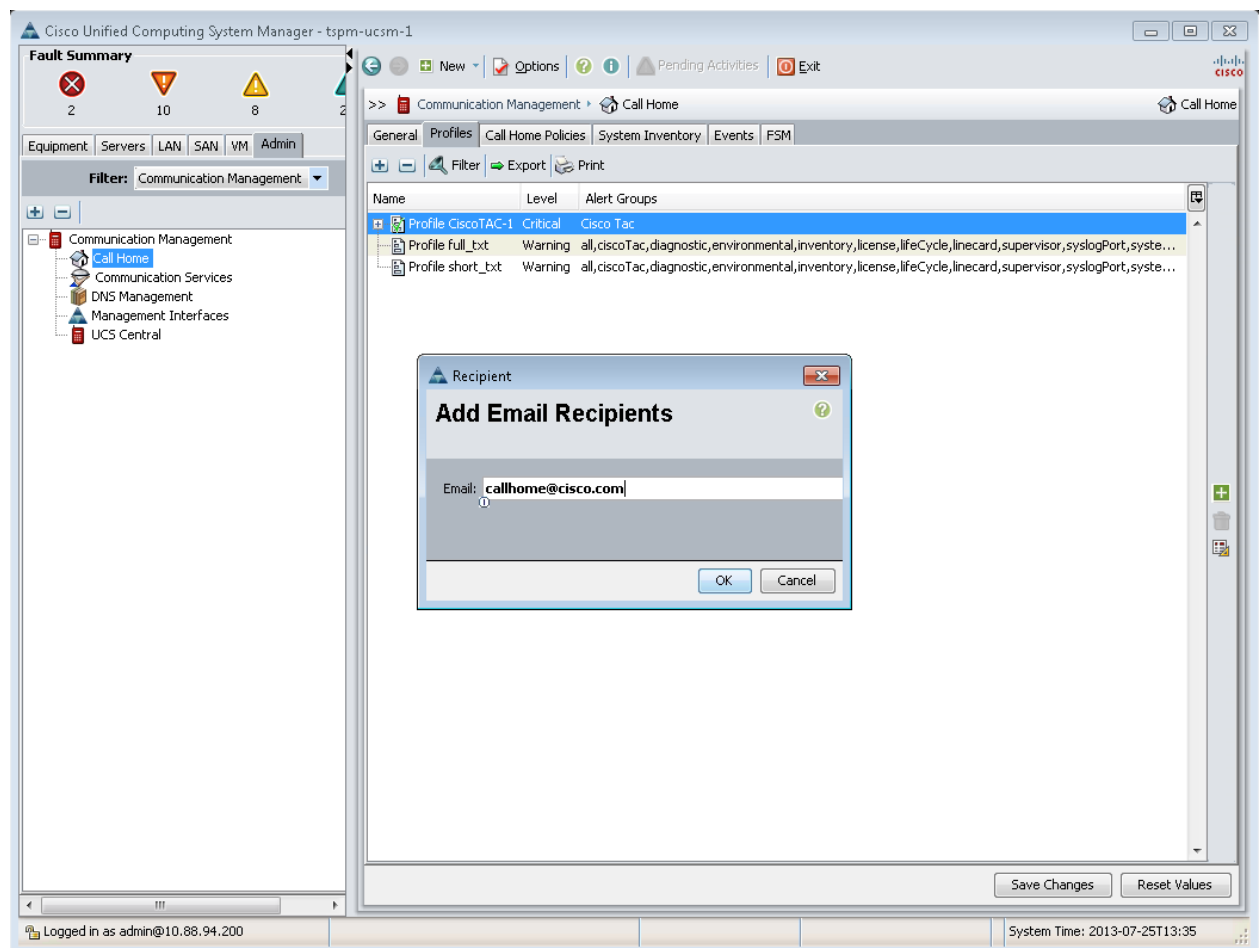 Cisco Unified Computing System Manager - tspm-ucsm-1
Fault Summary
2 10 8 2
Equipment Servers LAN SAN VM Admin
Filter: Communication Management
Communication Management
Call Home
Communication Services
DNS Management
Management Interfaces
UCS Central
New Options Pending Activities Exit
CISCO
>> Communication Management Call Home Call Home
General Profiles Call Home Policies System Inventory Events FSM
Filter Export Print
Name Level Alert Groups
Profile CiscoTAC-1 Critical Cisco Tac
Profile full_txt Warning all,ciscoTac,diagnostic,environmental,inventory,license,lifeCycle,linecard,supervisor,syslogPort,syste...
Profile short_txt Warning all,ciscoTac,diagnostic,environmental,inventory,license,lifeCycle,linecard,supervisor,syslogPort,syste...
Recipient
Add Email Recipients
Email: callhome@cisco.com
OK Cancel
Save Changes Reset Values
Logged in as admin@10.88.94.200 System Time: 2013-07-25T13:35